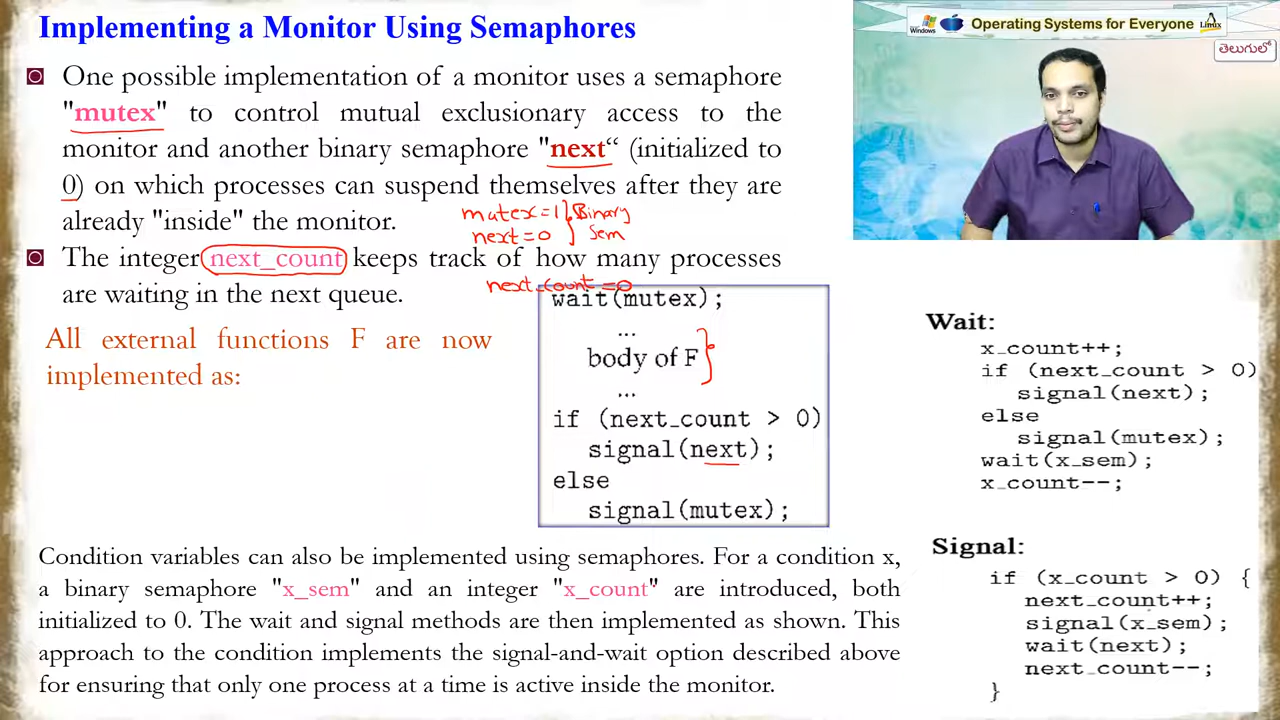 Implementing a Monitor Using Semaphores
Operating Systems for Everyone
Windows
Linux
తెలుగులో
One possible implementation of a monitor uses a semaphore
"mutex" to control mutual exclusionary access to the
monitor and another binary semaphore "next“ (initialized to
0) on which processes can suspend themselves after they are
already "inside" the monitor.
mutex=1 } Binary
next=0 } Sem
The integer next_count keeps track of how many processes
are waiting in the next queue.
next_count=0
All external functions F are now
implemented as:
wait(mutex);
...
body of F
...
if (next_count > 0)
signal(next);
else
signal(mutex);
Wait:
x_count++;
if (next_count > 0)
signal(next);
else
signal(mutex);
wait(x_sem);
x_count--;
Signal:
if (x_count > 0) {
next_count++;
signal(x_sem);
wait(next);
next_count--;
}
Condition variables can also be implemented using semaphores. For a condition x,
a binary semaphore "x_sem" and an integer "x_count" are introduced, both
initialized to 0. The wait and signal methods are then implemented as shown. This
approach to the condition implements the signal-and-wait option described above
for ensuring that only one process at a time is active inside the monitor.